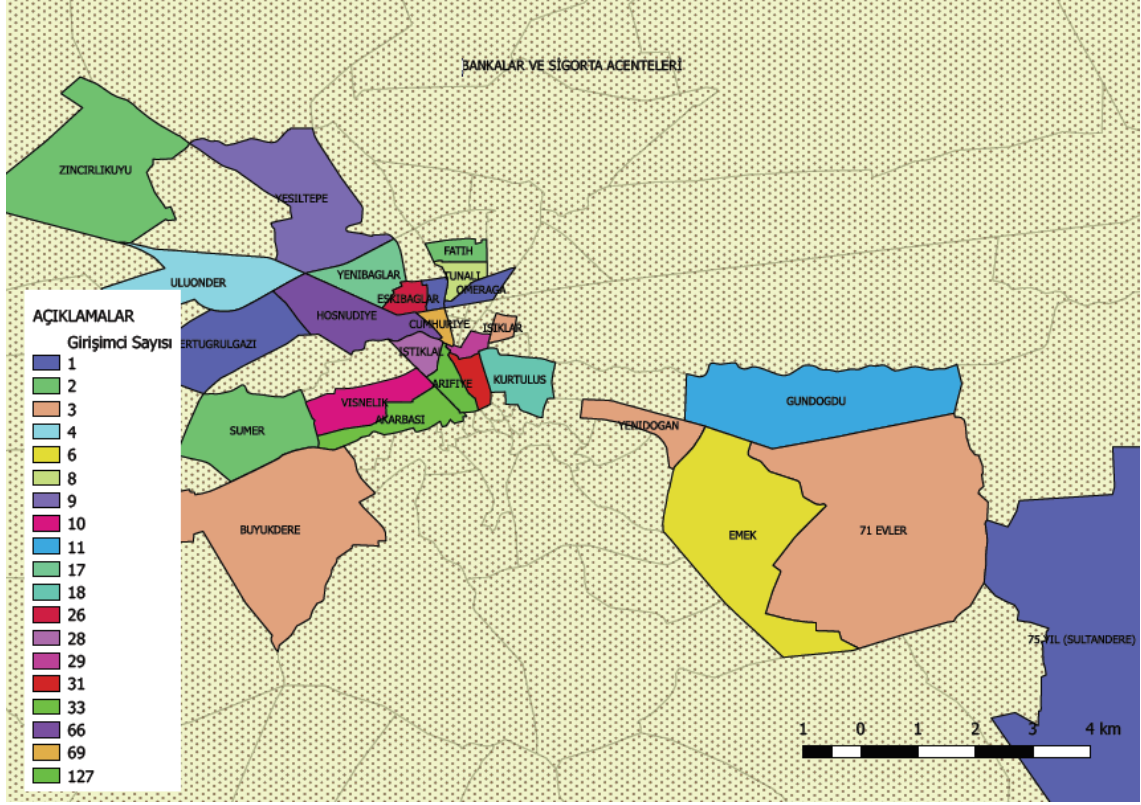 BANKALAR VE SİGORTA ACENTELERİ
ZINCIRLIKUYU
YESILTEPE
FATIH
YENIBAGLAR
TUNALI
ULUONDER
OMERAGA
ESKIBAGLAR
HOSNUDIYE
CUMHURIYE
ISIKLAR
ERTUGRULGAZI
ISTIKLAL
KURTULUS
ARIFIYE
VISNELIK
GUNDOGDU
AKARBASI
YENIDOGAN
SUMER
BUYUKDERE
71 EVLER
EMEK
75.YIL (SULTANDERE)
AÇIKLAMALAR
Girişimci Sayısı
1
2
3
4
6
8
9
10
11
17
18
26
28
29
31
33
66
69
127
1 0 1 2 3 4 km